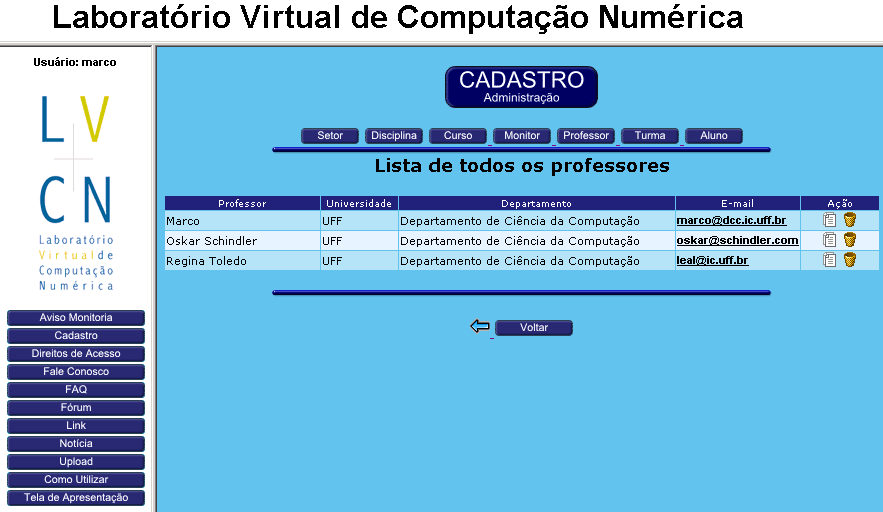 Laboratório Virtual de Computação Numérica
Usuário: marco
L V
C N
Laboratório
Virtual de
Computação
Numérica
Aviso Monitoria
Cadastro
Direitos de Acesso
Fale Conosco
FAQ
Fórum
Link
Notícia
Upload
Como Utilizar
Tela de Apresentação
CADASTRO
Administração
Setor Disciplina Curso Monitor Professor Turma Aluno
Lista de todos os professores
Professor Universidade Departamento E-mail Ação
Marco UFF Departamento de Ciência da Computação marco@dcc.ic.uff.br
Oskar Schindler UFF Departamento de Ciência da Computação oskar@schindler.com
Regina Toledo UFF Departamento de Ciência da Computação leal@ic.uff.br
Voltar